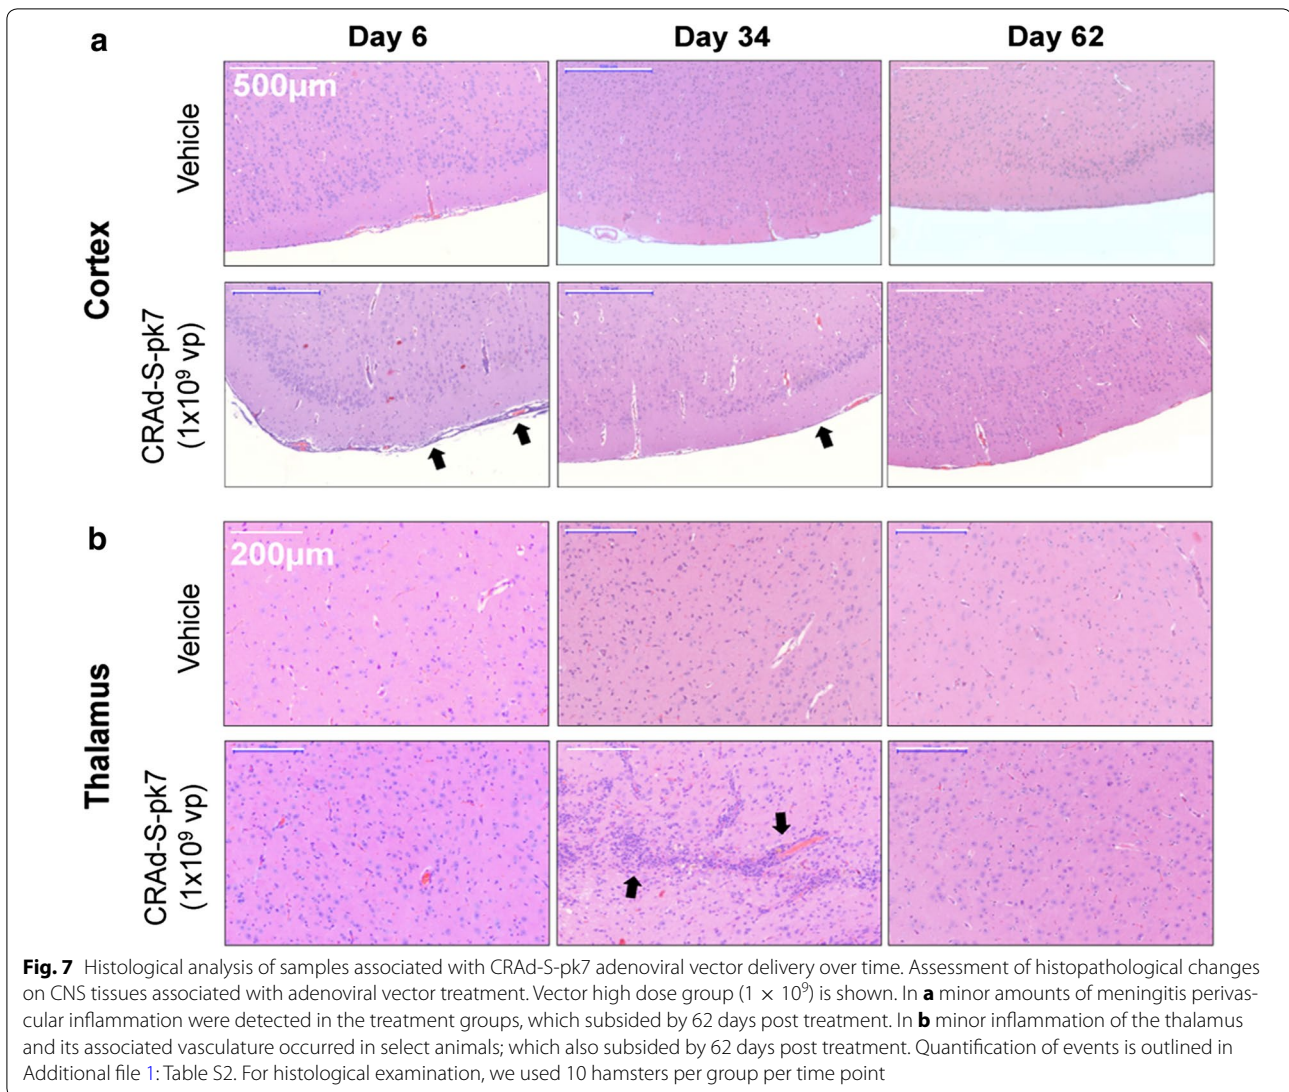 a
Day 6
Day 34
Day 62
500µm
Vehicle
Cortex
CRAd-S-pk7
(1x10⁹ vp)
b
200µm
Vehicle
Thalamus
CRAd-S-pk7
(1x10⁹ vp)
Fig. 7 Histological analysis of samples associated with CRAd-S-pk7 adenoviral vector delivery over time. Assessment of histopathological changes
on CNS tissues associated with adenoviral vector treatment. Vector high dose group (1 × 10⁹) is shown. In a minor amounts of meningitis perivas-
cular inflammation were detected in the treatment groups, which subsided by 62 days post treatment. In b minor inflammation of the thalamus
and its associated vasculature occurred in select animals; which also subsided by 62 days post treatment. Quantification of events is outlined in
Additional file 1: Table S2. For histological examination, we used 10 hamsters per group per time point